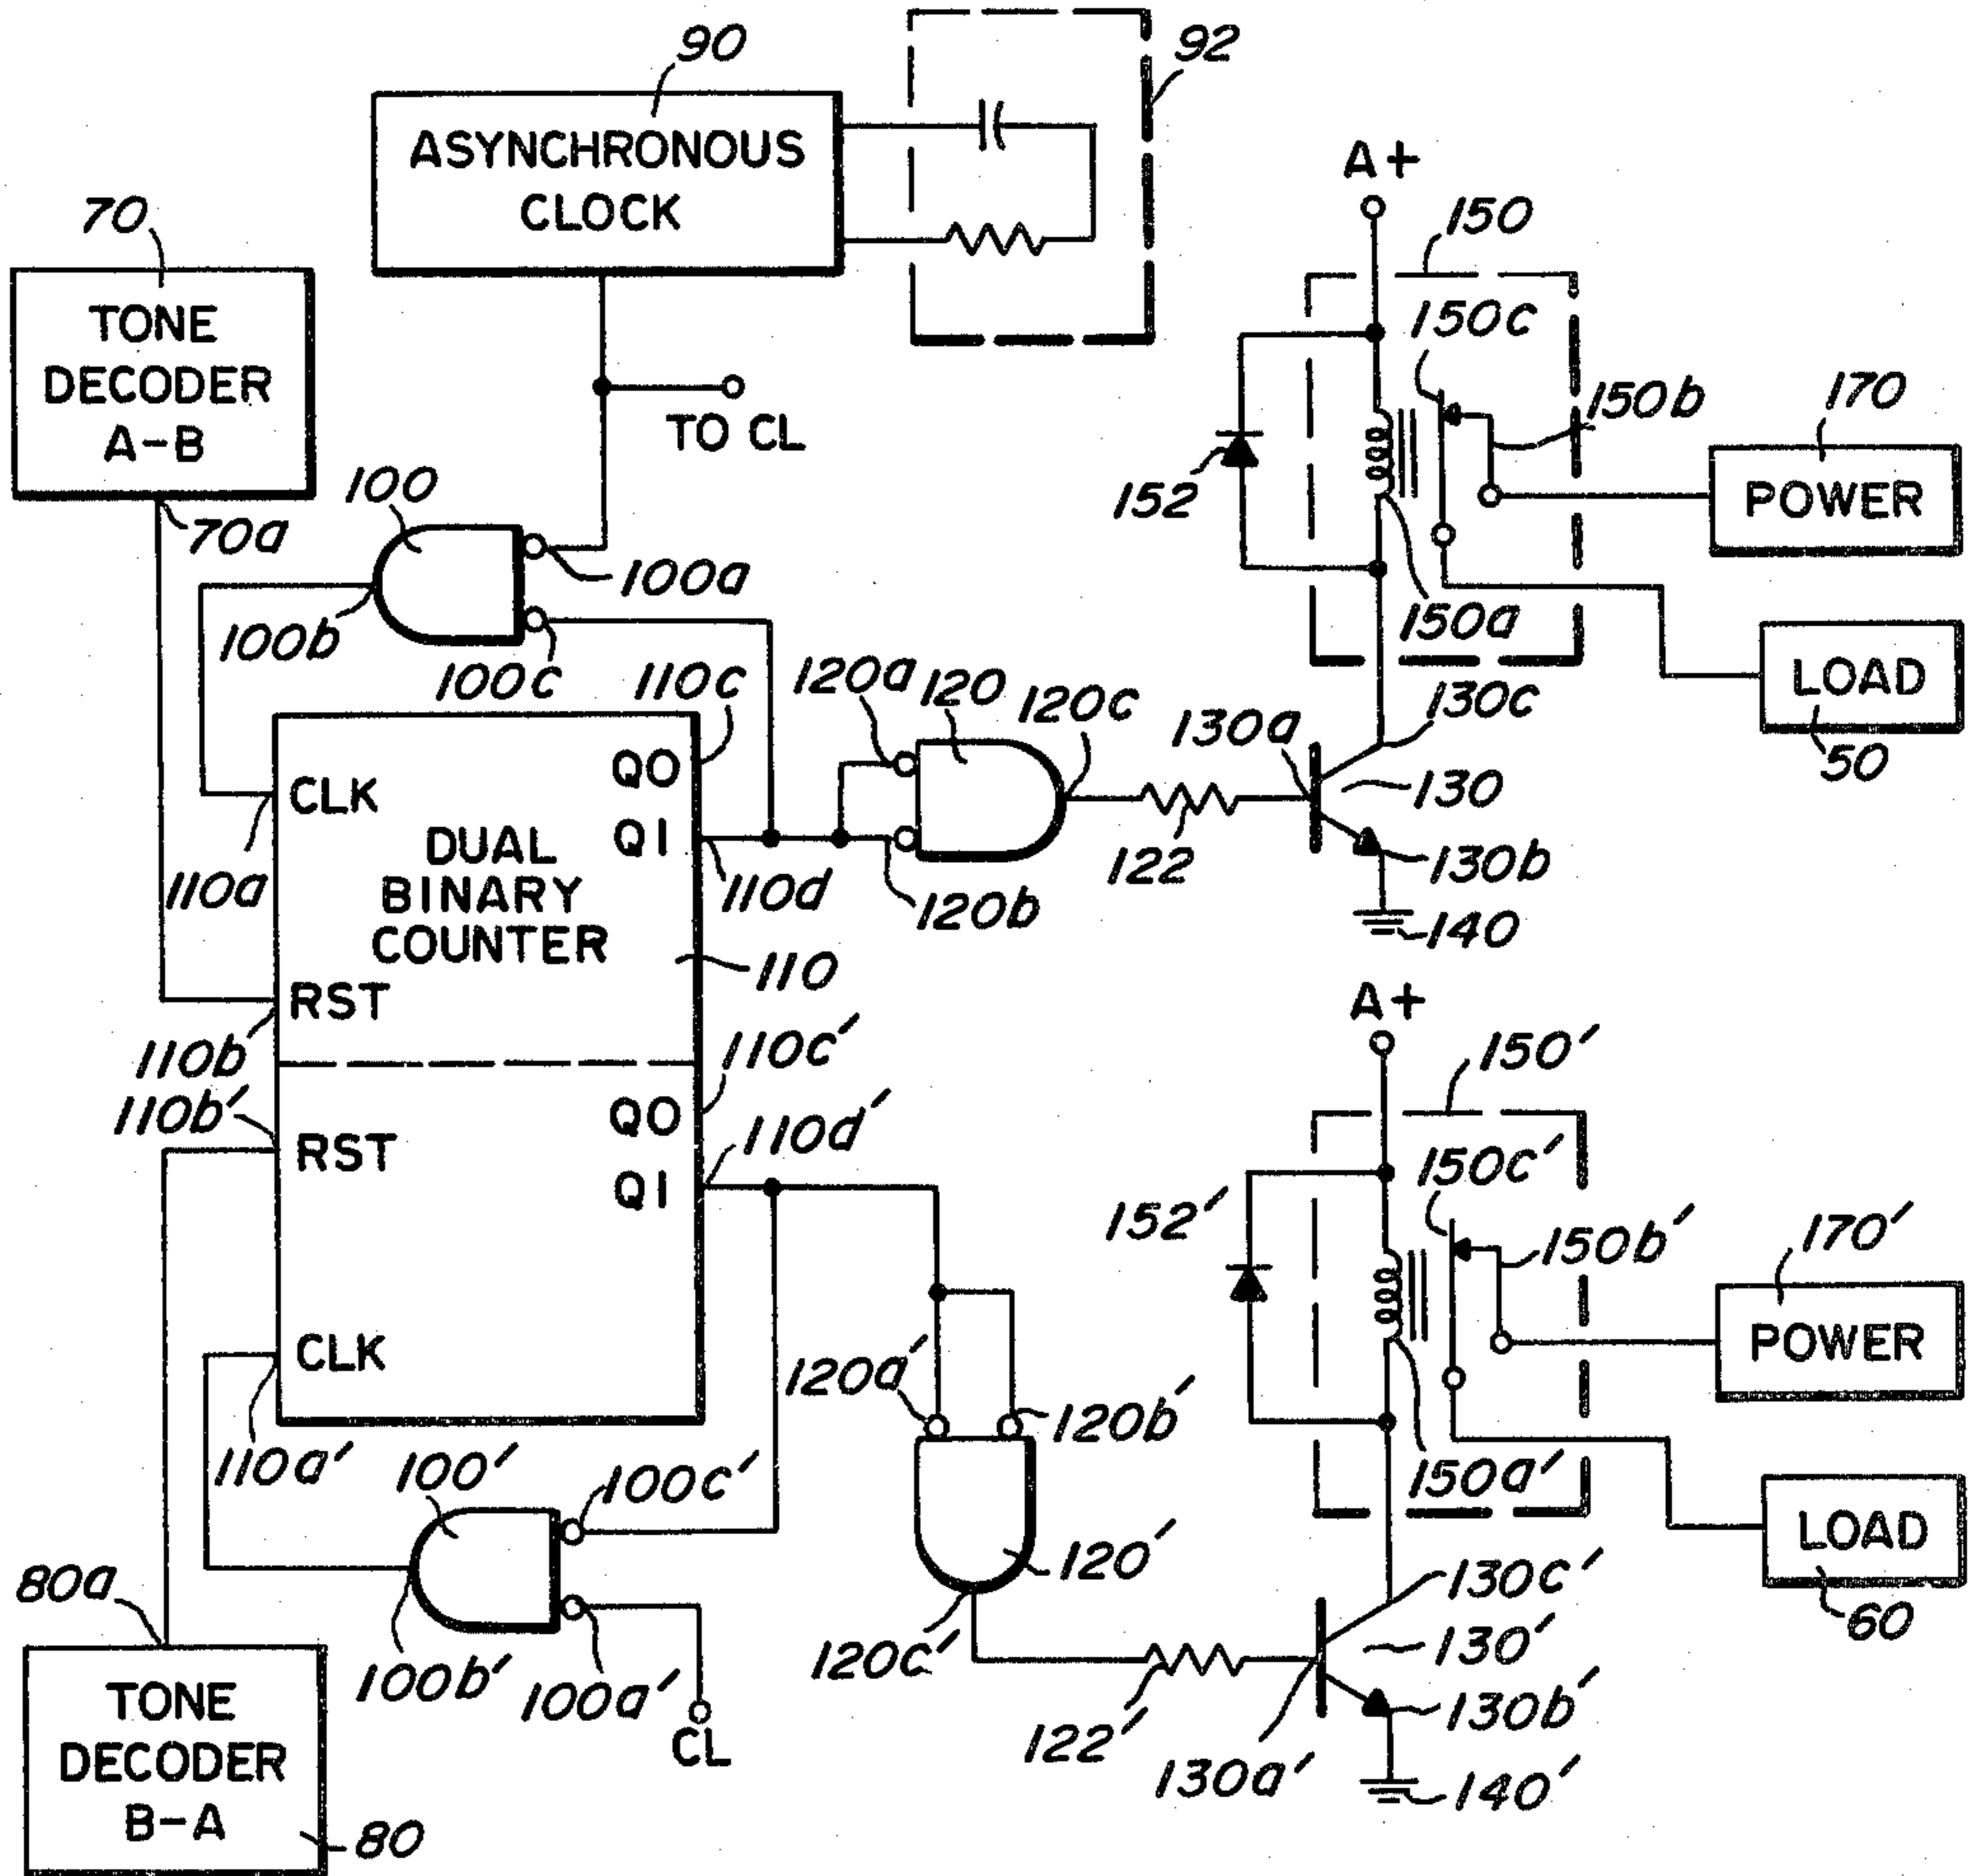 90
92
ASYNCHRONOUS
CLOCK
A+
70
150
TONE
DECODER
A-B
150c
TO CL
150b
170
POWER
152
100
70a
100a
150a
100b
100c
110c
120a
120
120c
LOAD
130c
130a
50
Q0
CLK
130
Q1
DUAL
BINARY
COUNTER
110a
110d
120b
122
130b
140
110
RST
A+
110b
110c'
150'
110b'
Q0
RST
110d'
150c'
Q1
152'
150b'
170'
CLK
POWER
120a'
120b'
110a'
100'
100c'
150a'
LOAD
120'
130c'
80a
60
120c'
130'
100b'
100a'
TONE
DECODER
B-A
130b'
CL
122'
130a'
140'
80